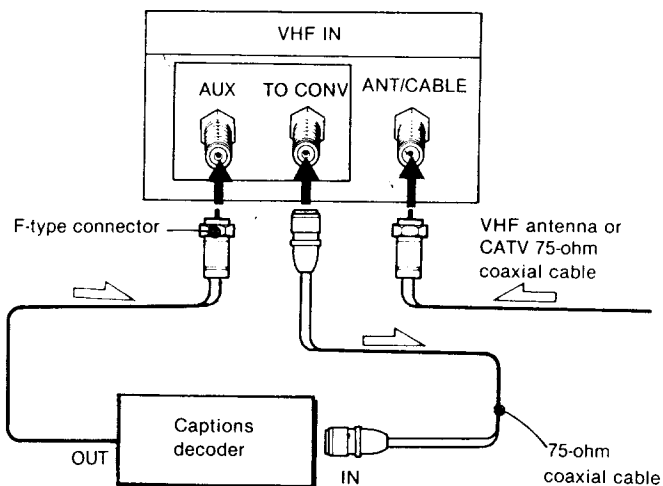 VHF IN
AUX
TO CONV
ANT/CABLE
F-type connector
VHF antenna or
CATV 75-ohm
coaxial cable
Captions
decoder
OUT
IN
75-ohm
coaxial cable